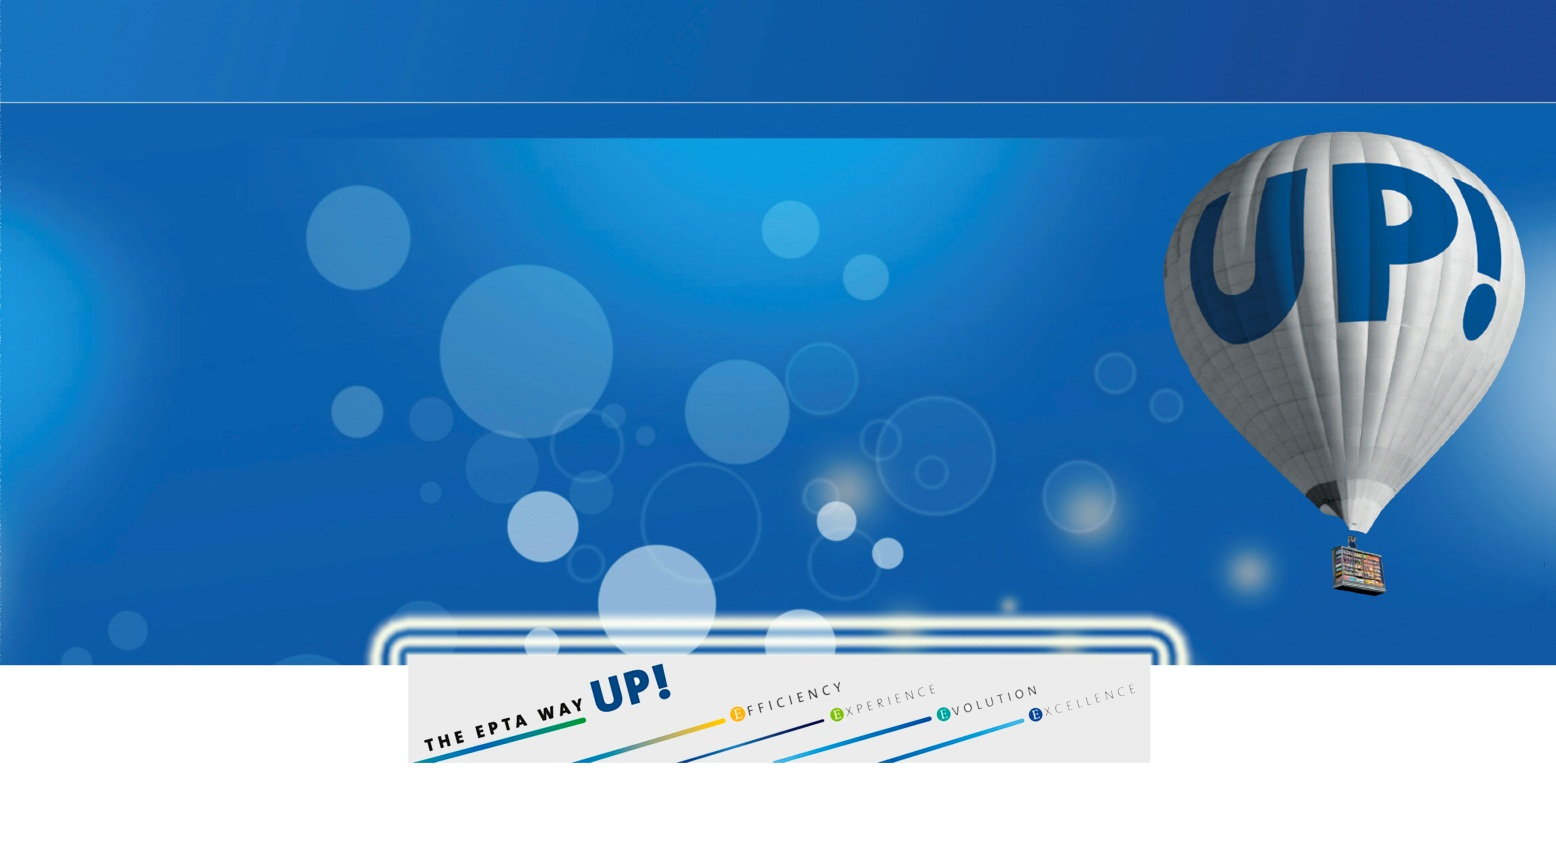 UP!
THE EPTA WAY UP!
EFFICIENCY
EXPERIENCE
EVOLUTION
EXCELLENCE